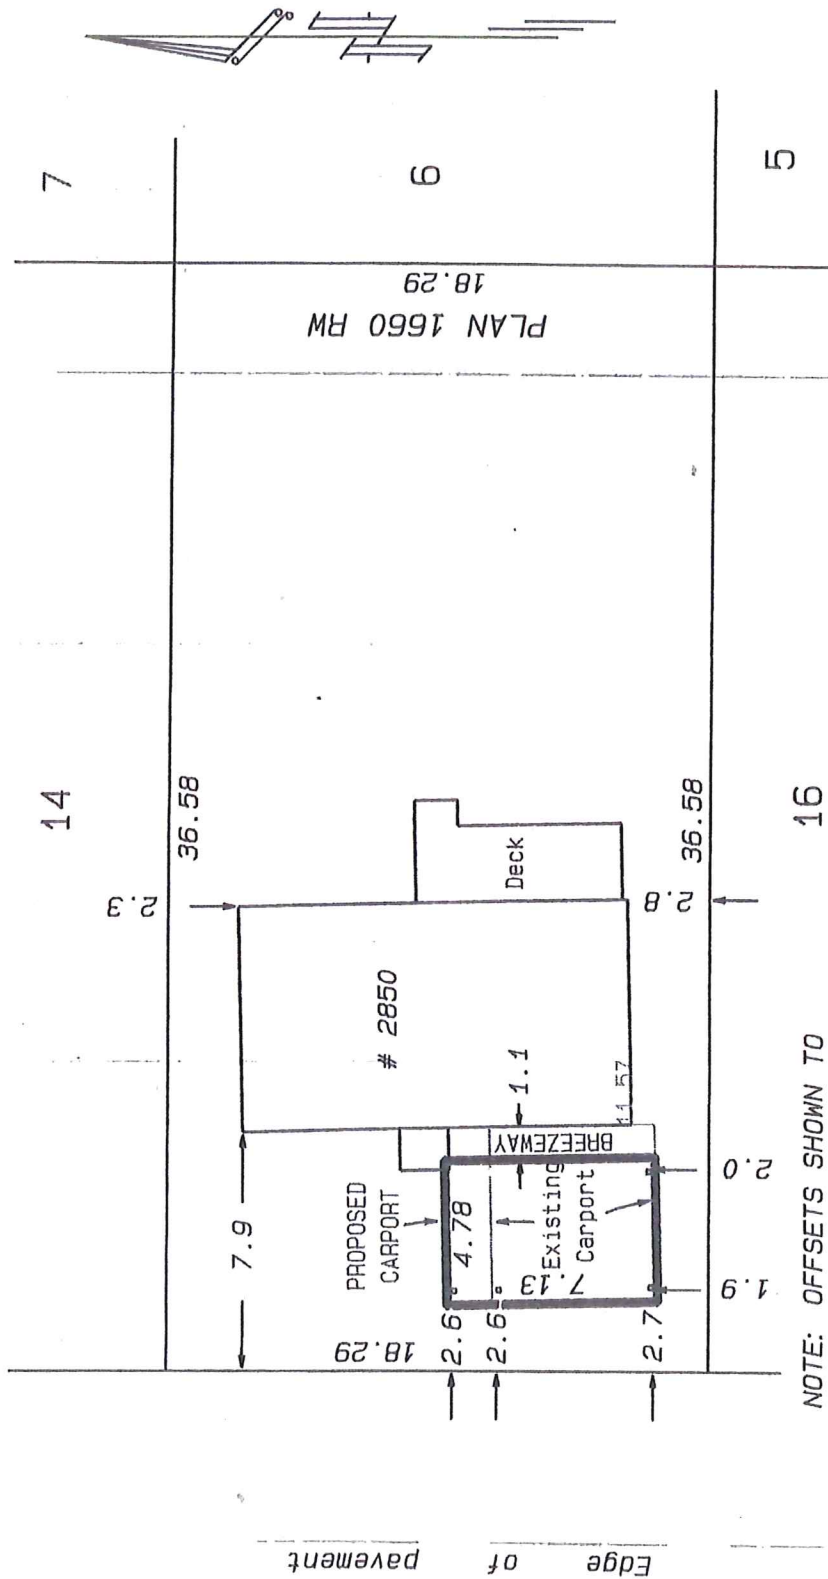 7
6
5
18.29
PLAN 1660 RW
14
36.58
2.3
Deck
2.8
36.58
16
# 2850
1.1
11.57
BREEZEWAY
7.9
PROPOSED
CARPORT
4.78
Existing
Carport
7.13
2.0
1.9
18.29
2.6
2.6
2.7
NOTE: OFFSETS SHOWN TO
Edge of pavement